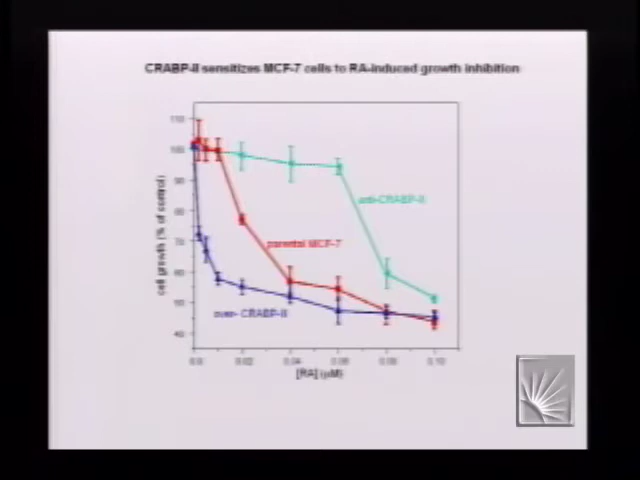 CRABP-II sensitizes MCF-7 cells to RA-induced growth inhibition
110
100
90
80
70
60
50
40
cell growth (% of control)
anti-CRABP-II
parental MCF-7
over- CRABP-II
0.0 0.02 0.04 0.06 0.08 0.10
[RA] (µM)